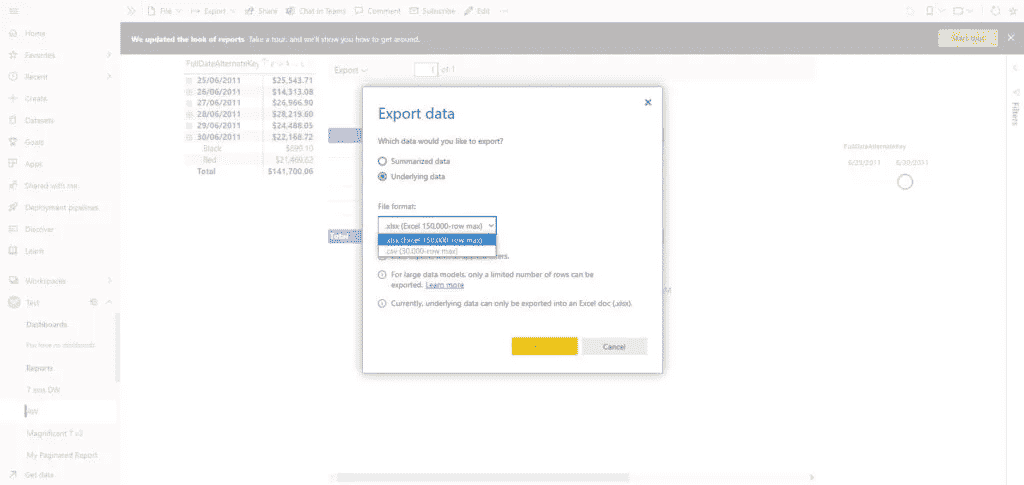 File Export Share Chat in Teams Comment Subscribe Edit ...
We updated the look of reports Take a tour, and we'll show you how to get around.
Start tour
Home
Favorites
Recent
Create
Datasets
Goals
Apps
Shared with me
Deployment pipelines
Discover
Learn
Workspaces
Test
Dashboards
You have no dashboards
Reports
AW
Magnificent 7 v2
My Paginated Report
Get data
FullDateAlternateKey
25/06/2011 $25,543.71
26/06/2011 $14,313.08
27/06/2011 $26,966.90
28/06/2011 $28,219.60
29/06/2011 $24,488.05
30/06/2011 $22,168.72
Black $699.10
Red $21,469.62
Total $141,700.06
Export
1 of 1
Export data
Which data would you like to export?
Summarized data
Underlying data
File format:
.xlsx (Excel 150,000-row max)
.xlsx (Excel 150,000-row max)
.csv (30,000-row max)
For large data models, only a limited number of rows can be
exported. Learn more
Currently, underlying data can only be exported into an Excel doc (.xlsx).
Cancel
Total
FullDateAlternateKey
6/29/2011 6/30/2011
Filters